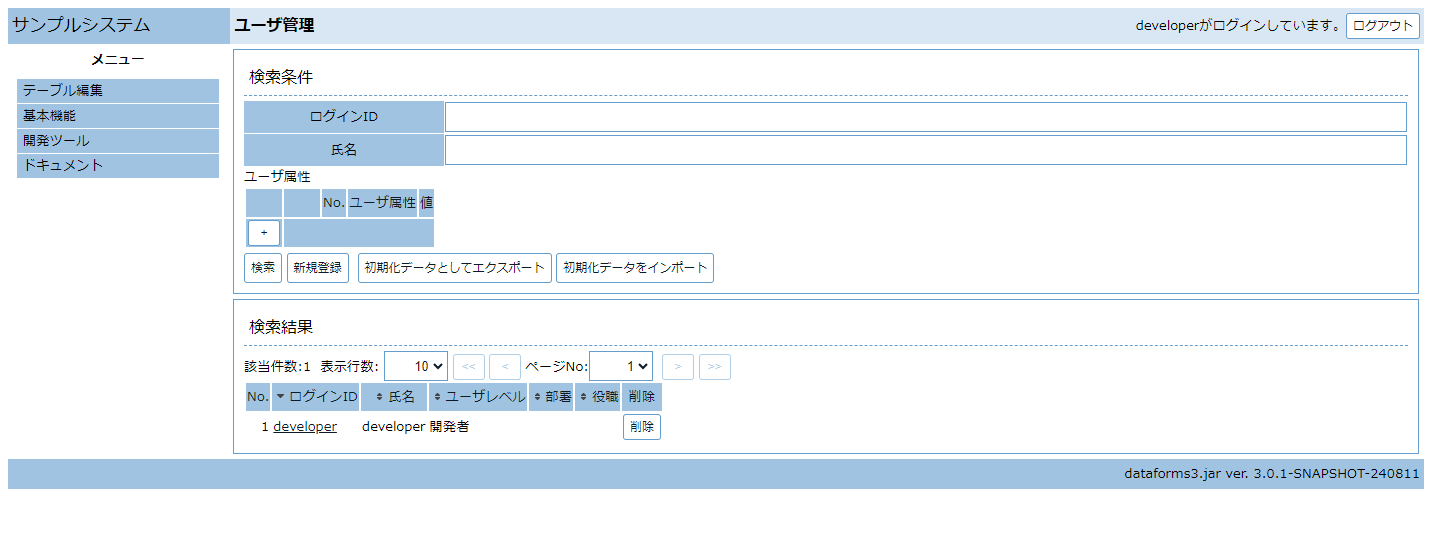 サンプルシステム ユーザ管理 developerがログインしています。 ログアウト
メニュー
テーブル編集
基本機能
開発ツール
ドキュメント
検索条件
ログインID
氏名
ユーザ属性
No. ユーザ属性 値
+
検索 新規登録 初期化データとしてエクスポート 初期化データをインポート
検索結果
該当件数:1 表示行数: 10 << < ページNo: 1 > >>
No. ログインID 氏名 ユーザレベル 部署 役職 削除
1 developer developer 開発者 削除
dataforms3.jar ver. 3.0.1-SNAPSHOT-240811